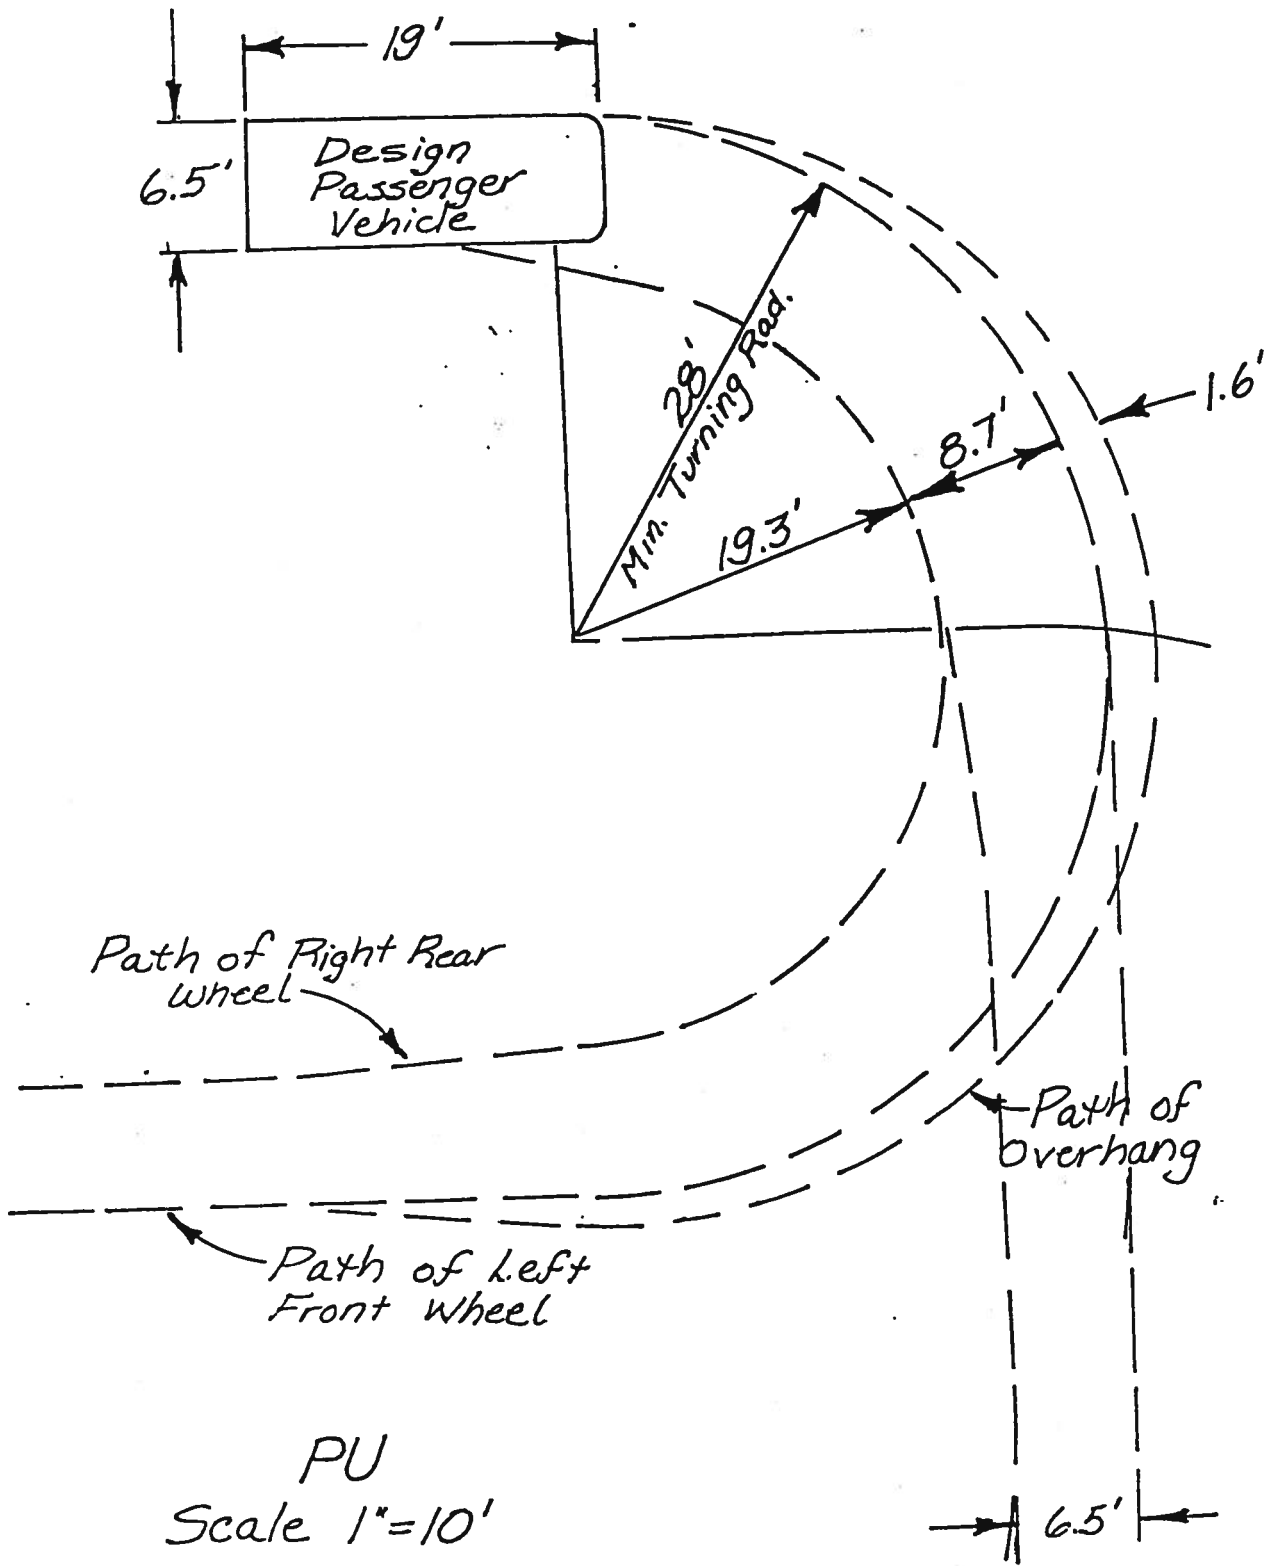 19'
6.5'
Design
Passenger
Vehicle
28'
Min. Turning Rad.
1.6'
8.7'
19.3'
Path of Right Rear
Wheel
Path of
Overhang
Path of Left
Front Wheel
PU
Scale 1"=10'
6.5'